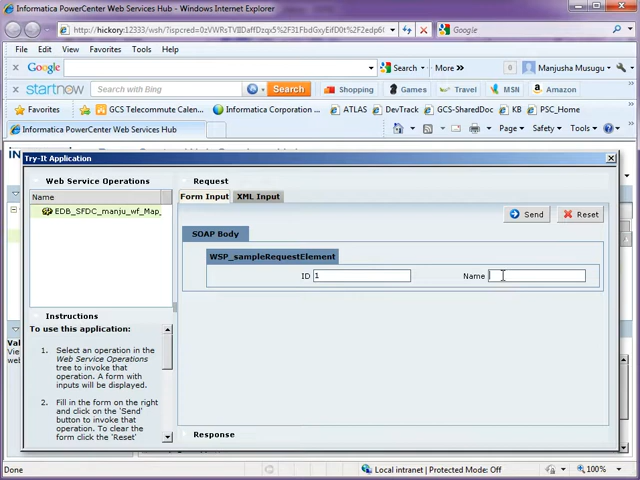 Informatica PowerCenter Web Services Hub - Windows Internet Explorer
http://hickory:12333/wsh/
Google
File Edit View Favorites Tools Help
Google Search More » Manjusha Musugu
startnow Search with Bing Search Shopping Games Travel MSN Amazon
Favorites GCS Telecommute Calen... Informatica Corporation ... ATLAS DevTrack GCS-SharedDoc KB PSC_Home
Informatica PowerCenter Web Services Hub Page Safety Tools
Try-It Application
Web Service Operations
Name
EDB_SFDC_manju_wf_Map_
Instructions
To use this application:
1. Select an operation in the
Web Service Operations
tree to invoke that
operation. A form with
inputs will be displayed.
2. Fill in the form on the right
and click on the 'Send'
button to invoke that
operation. To clear the
form click the 'Reset'
Request
Form Input XML Input
Send Reset
SOAP Body
WSP_sampleRequestElement
ID 1 Name
Response
Done Local intranet | Protected Mode: Off 100%